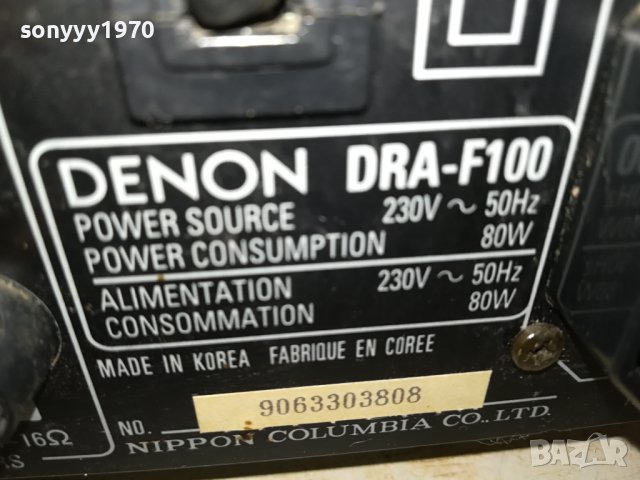 sonyyy1970
DENON DRA-F100
POWER SOURCE 230V ~ 50Hz
POWER CONSUMPTION 80W
ALIMENTATION 230V ~ 50Hz
CONSOMMATION 80W
MADE IN KOREA FABRIQUE EN COREE
NO. 9063303808
16Ω NIPPON COLUMBIA CO., LTD.
BAZAR